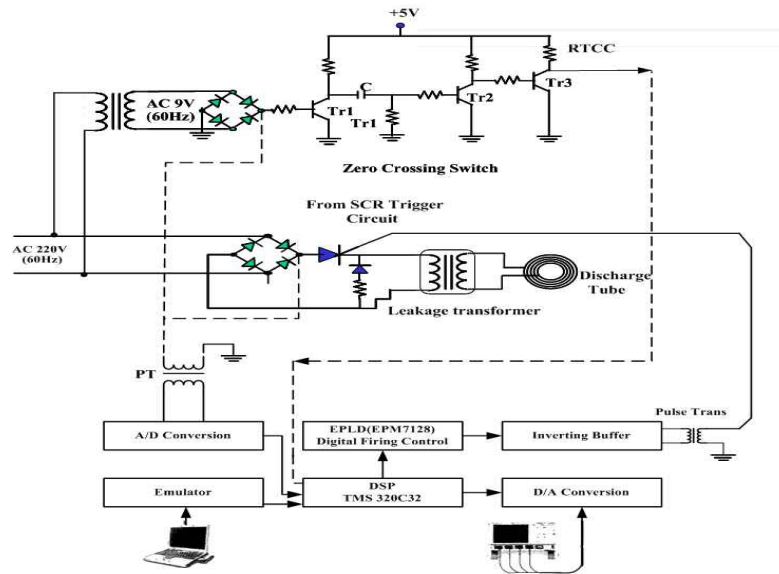 +5V
RTCC
AC 9V
(60Hz)
C
Tr1
Tr1
Tr2
Tr3
Zero Crossing Switch
From SCR Trigger
Circuit
AC 220V
(60Hz)
Discharge
Tube
Leakage transformer
PT
Pulse Trans
A/D Conversion
EPLD(EPM7128)
Digital Firing Control
Inverting Buffer
Emulator
DSP
TMS 320C32
D/A Conversion